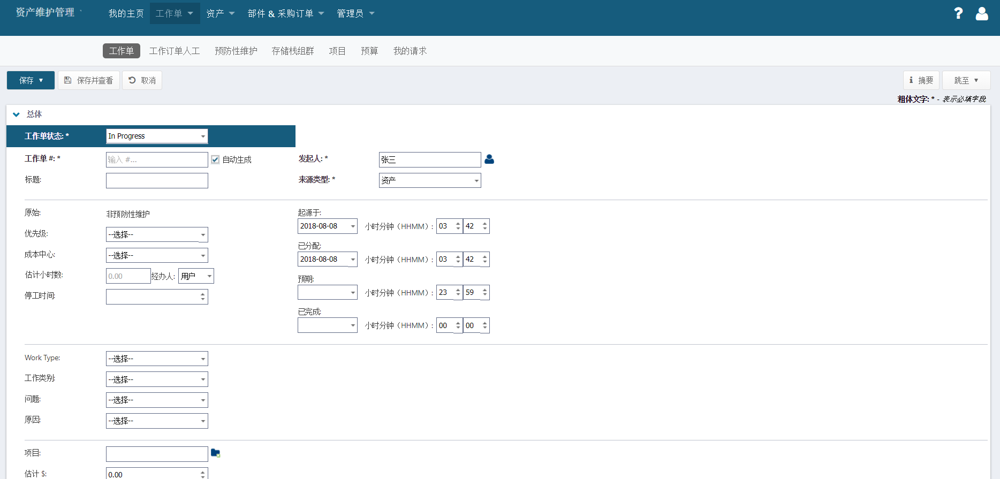 资产维护管理
我的主页 工作单 资产 部件 & 采购订单 管理员
工作单 工作订单人工 预防性维护 存储栈组群 项目 预算 我的请求
保存 保存并查看 取消 摘要 跳至
粗体文字: * - 表示必填字段
总体
工作单状态: * In Progress
工作单 #: * 输入 #... 自动生成 发起人: * 张三
标题: 来源类型: * 资产
原始: 非预防性维护 起源于:
2018-08-08 小时分钟（HHMM）: 03 42
优先级: --选择--
已分配:
成本中心: --选择-- 2018-08-08 小时分钟（HHMM）: 03 42
估计小时数: 0.00 经办人: 用户 预期:
停工时间: 小时分钟（HHMM）: 23 59
已完成:
小时分钟（HHMM）: 00 00
Work Type: --选择--
工作类别: --选择--
问题: --选择--
原因: --选择--
项目:
估计 $: 0.00